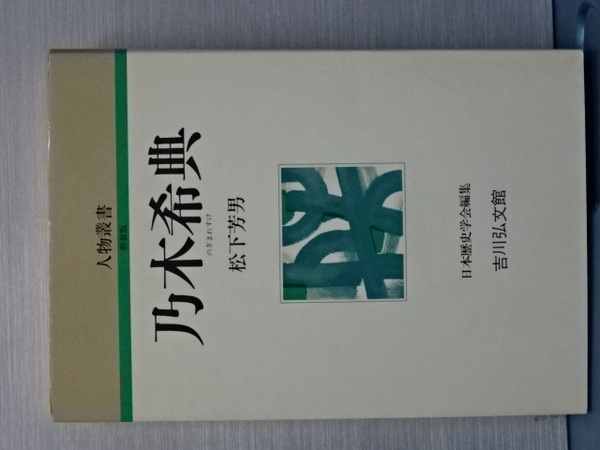 人物叢書
新装版
乃木希典
のぎまれすけ
松下芳男
日本歴史学会編集
吉川弘文館